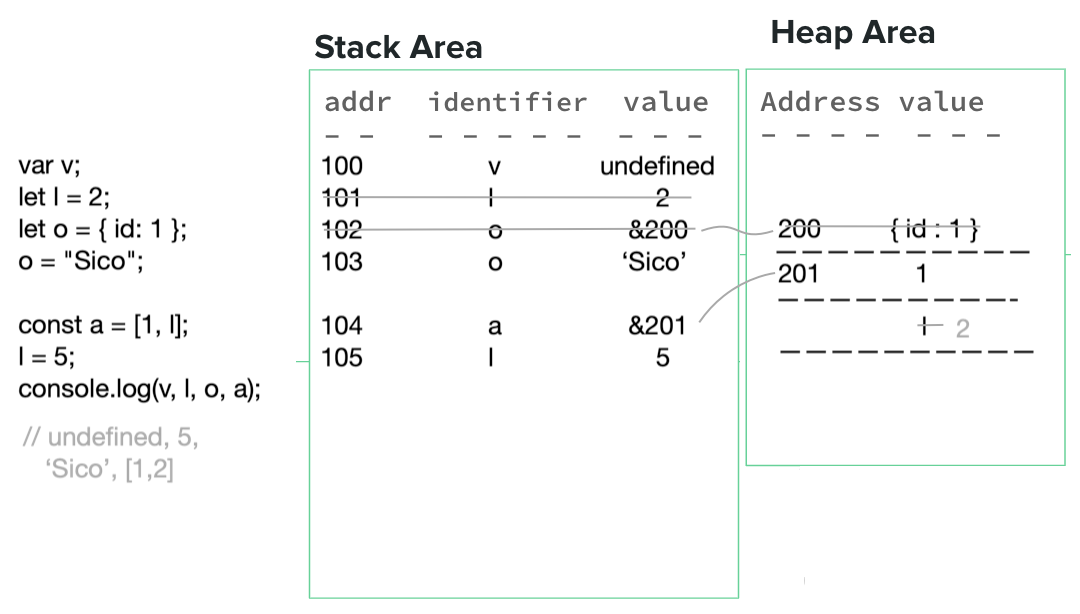 Stack Area
Heap Area
addr identifier value
Address value
var v;
let l = 2;
let o = { id: 1 };
o = "Sico";
const a = [1, l];
l = 5;
console.log(v, l, o, a);
// undefined, 5,
‘Sico’, [1,2]
100 v undefined
101 l 2
102 o &200
103 o ‘Sico’
104 a &201
105 l 5
200 { id : 1 }
201 1
l 2